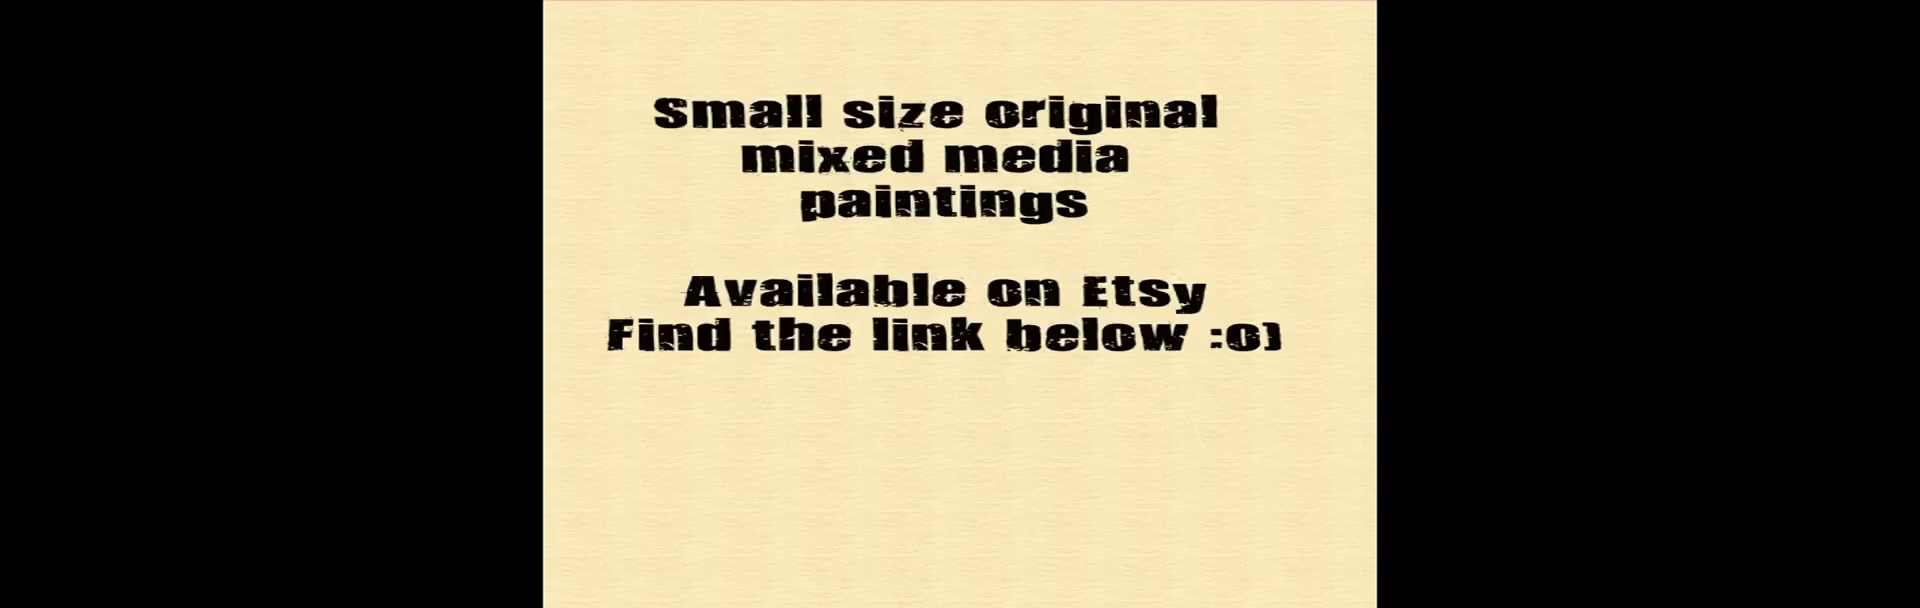 Small size original
mixed media
paintings
Available on Etsy
Find the link below :o)